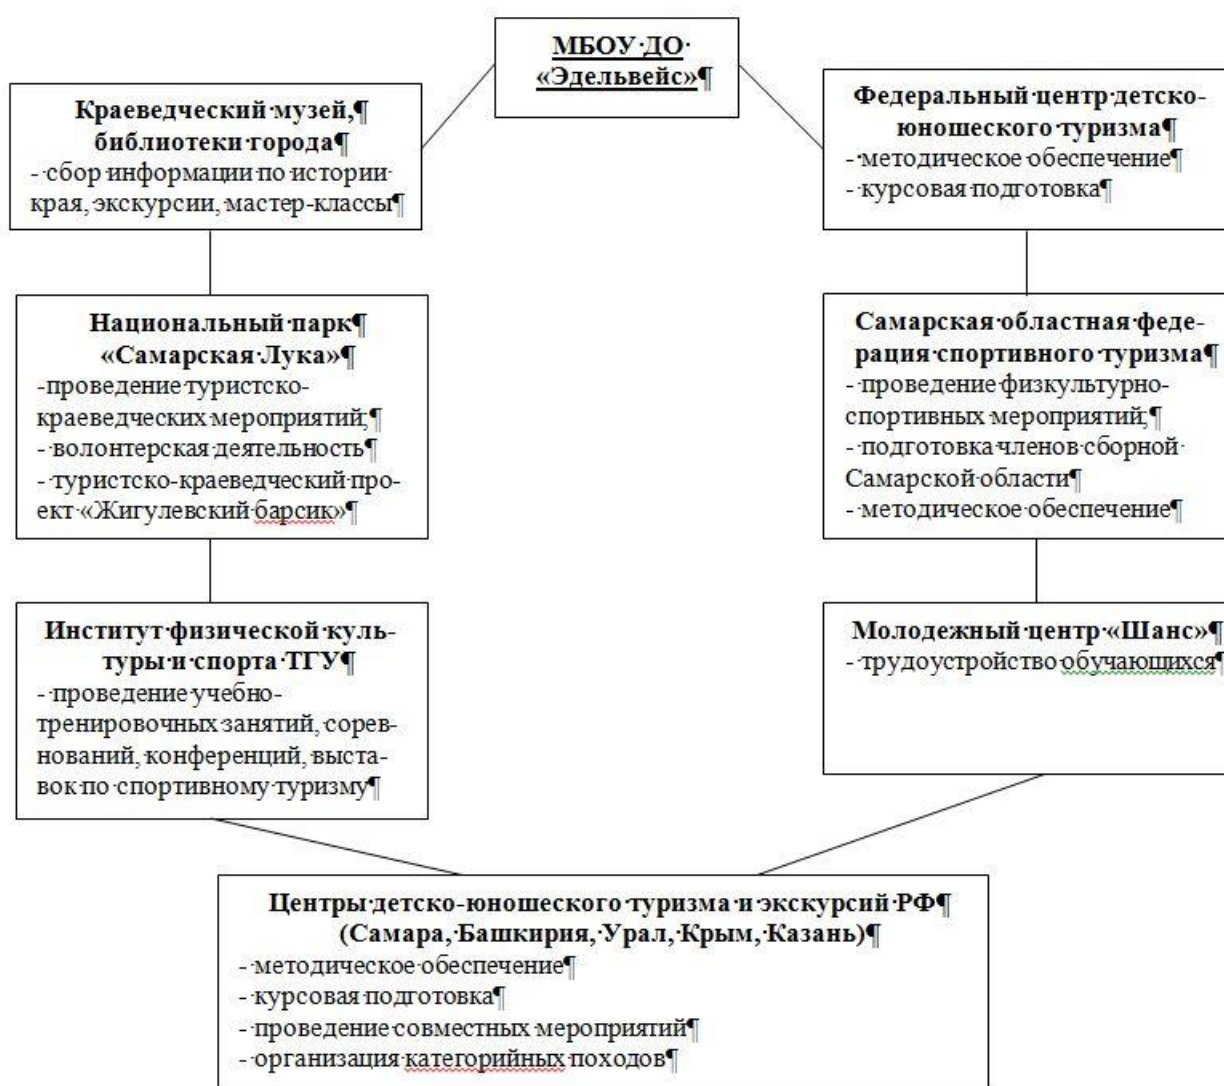 МБОУ ДО
«Эдельвейс»
Краеведческий музей,
библиотеки города
- сбор информации по истории
края, экскурсии, мастер-классы
Федеральный центр детско-
юношеского туризма
- методическое обеспечение
- курсовая подготовка
Национальный парк
«Самарская Лука»
-проведение туристско-
краеведческих мероприятий;
- волонтерская деятельность
- туристско-краеведческий про-
ект «Жигулевский барсик»
Самарская областная феде-
рация спортивного туризма
- проведение физкультурно-
спортивных мероприятий;
- подготовка членов сборной
Самарской области
- методическое обеспечение
Институт физической куль-
туры и спорта ТГУ
- проведение учебно-
тренировочных занятий, сорев-
нований, конференций, выста-
вок по спортивному туризму
Молодежный центр «Шанс»
- трудоустройство обучающихся
Центры детско-юношеского туризма и экскурсий РФ
(Самара, Башкирия, Урал, Крым, Казань)
- методическое обеспечение
- курсовая подготовка
- проведение совместных мероприятий
- организация категорийных походов